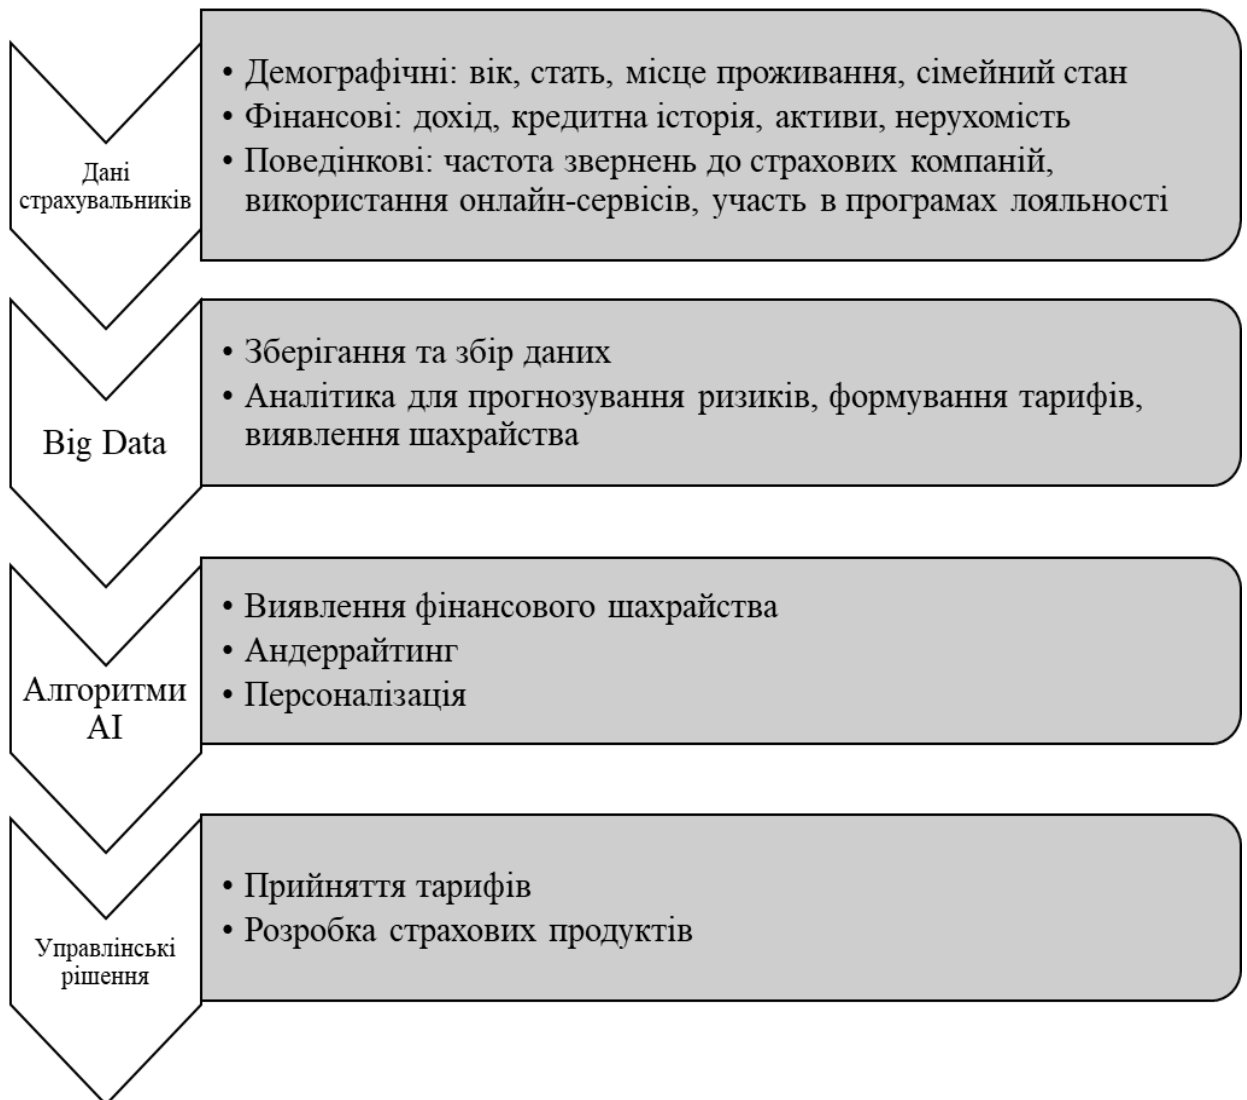 Дані
страхувальників
• Демографічні: вік, стать, місце проживання, сімейний стан
• Фінансові: дохід, кредитна історія, активи, нерухомість
• Поведінкові: частота звернень до страхових компаній,
використання онлайн-сервісів, участь в програмах лояльності
Big Data
• Зберігання та збір даних
• Аналітика для прогнозування ризиків, формування тарифів,
виявлення шахрайства
Алгоритми
AI
• Виявлення фінансового шахрайства
• Андеррайтинг
• Персоналізація
Управлінські
рішення
• Прийняття тарифів
• Розробка страхових продуктів